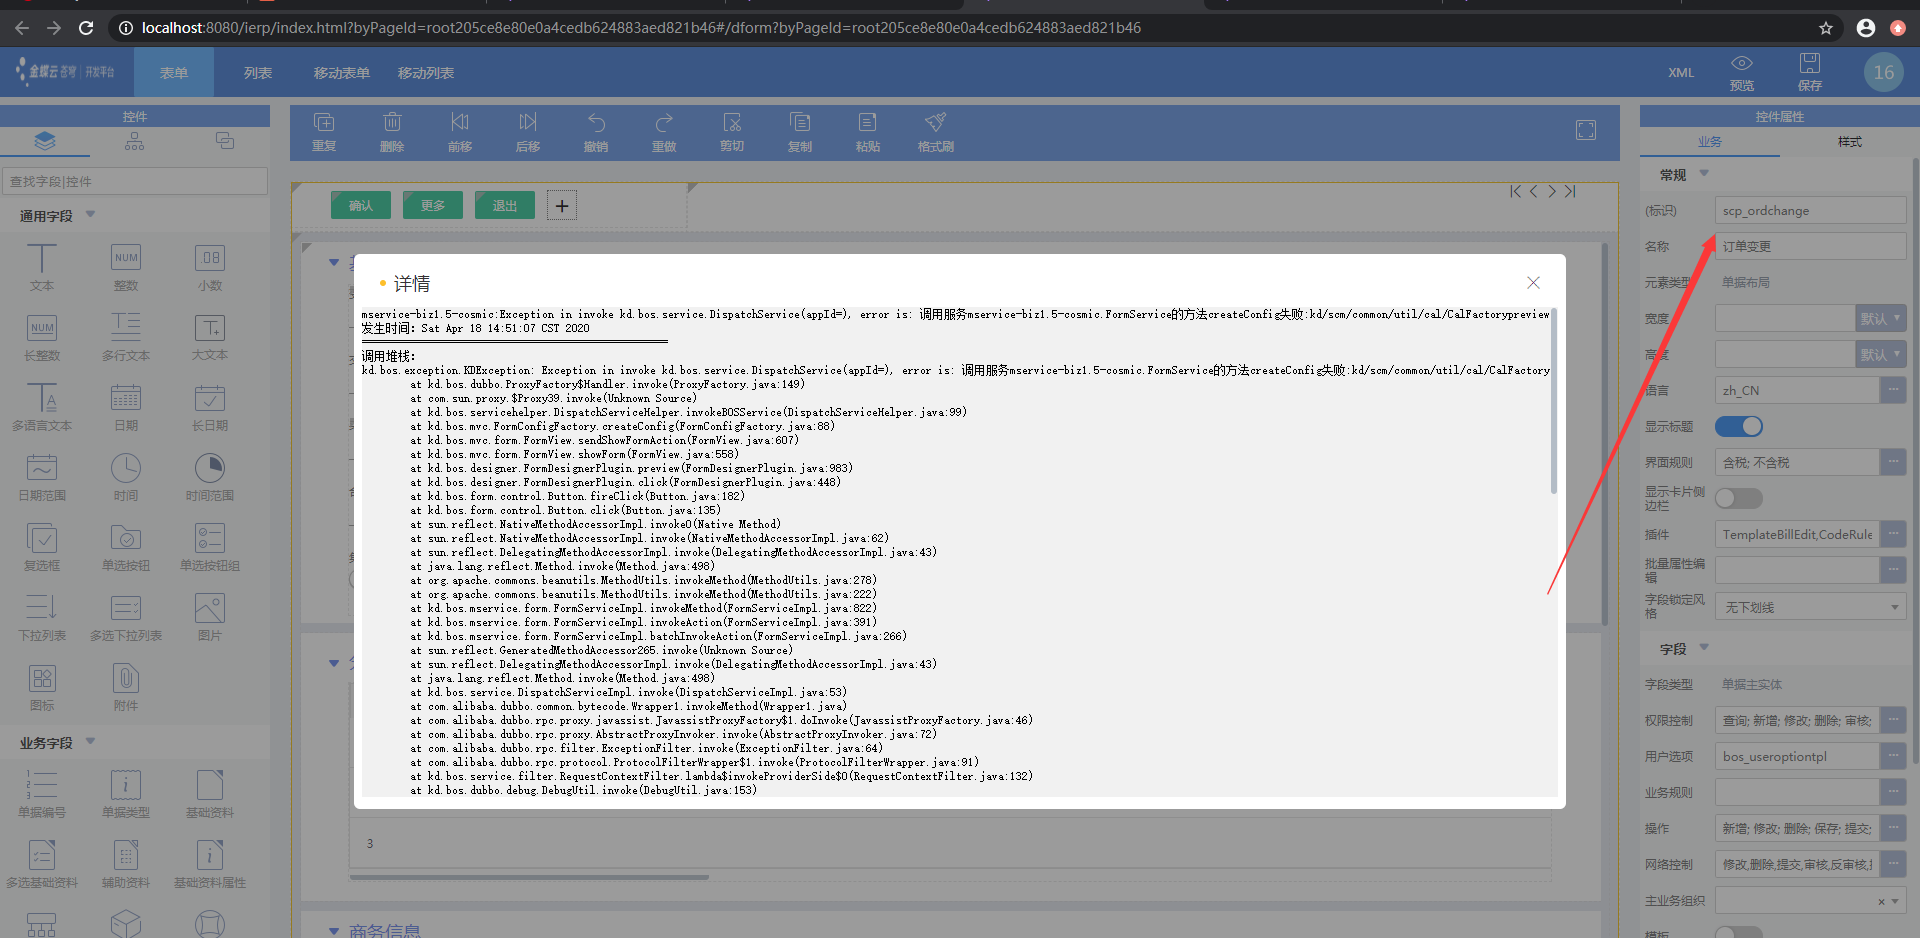 localhost:8080/ierp/index.html?byPageId=root205ce8e80e0a4cedb624883aed821b46#/dform?byPageId=root205ce8e80e0a4cedb624883aed821b46
金蝶云 苍穹 | 开发平台
表单
列表
移动表单
移动列表
XML
预览
保存
16
控件
查找字段|控件
通用字段
文本
整数
小数
长整数
多行文本
大文本
多语言文本
日期
长日期
日期范围
时间
时间范围
复选框
单选按钮
单选按钮组
下拉列表
多选下拉列表
图片
图标
附件
业务字段
单据编号
单据类型
基础资料
多选基础资料
辅助资料
基础资料属性
重复
删除
前移
后移
撤销
重做
剪切
复制
粘贴
格式刷
确认
更多
退出
详情
mservice-biz1.5-cosmic:Exception in invoke kd.bos.service.DispatchService(appId=), error is: 调用服务mservice-biz1.5-cosmic.FormService的方法createConfig失败:kd/scm/common/util/cal/CalFactorypreview
发生时间: Sat Apr 18 14:51:07 CST 2020
调用堆栈:
kd.bos.exception.KDException: Exception in invoke kd.bos.service.DispatchService(appId=), error is: 调用服务mservice-biz1.5-cosmic.FormService的方法createConfig失败:kd/scm/common/util/cal/CalFactory
at kd.bos.dubbo.ProxyFactory$Handler.invoke(ProxyFactory.java:149)
at com.sun.proxy.$Proxy39.invoke(Unknown Source)
at kd.bos.servicehelper.DispatchServiceHelper.invokeBOSService(DispatchServiceHelper.java:99)
at kd.bos.mvc.form.FormConfigFactory.createConfig(FormConfigFactory.java:88)
at kd.bos.mvc.form.FormView.sendShowFormAction(FormView.java:607)
at kd.bos.mvc.form.FormView.showForm(FormView.java:558)
at kd.bos.designer.FormDesignerPlugin.preview(FormDesignerPlugin.java:983)
at kd.bos.designer.FormDesignerPlugin.click(FormDesignerPlugin.java:448)
at kd.bos.form.control.Button.fireClick(Button.java:182)
at kd.bos.form.control.Button.click(Button.java:135)
at sun.reflect.NativeMethodAccessorImpl.invoke0(Native Method)
at sun.reflect.NativeMethodAccessorImpl.invoke(NativeMethodAccessorImpl.java:62)
at sun.reflect.DelegatingMethodAccessorImpl.invoke(DelegatingMethodAccessorImpl.java:43)
at java.lang.reflect.Method.invoke(Method.java:498)
at org.apache.commons.beanutils.MethodUtils.invokeMethod(MethodUtils.java:278)
at org.apache.commons.beanutils.MethodUtils.invokeMethod(MethodUtils.java:222)
at kd.bos.mservice.form.FormServiceImpl.invokeMethod(FormServiceImpl.java:822)
at kd.bos.mservice.form.FormServiceImpl.invokeAction(FormServiceImpl.java:391)
at kd.bos.mservice.form.FormServiceImpl.batchInvokeAction(FormServiceImpl.java:266)
at sun.reflect.GeneratedMethodAccessor265.invoke(Unknown Source)
at sun.reflect.DelegatingMethodAccessorImpl.invoke(DelegatingMethodAccessorImpl.java:43)
at java.lang.reflect.Method.invoke(Method.java:498)
at kd.bos.service.DispatchServiceImpl.invoke(DispatchServiceImpl.java:53)
at com.alibaba.dubbo.common.bytecode.Wrapper1.invokeMethod(Wrapper1.java)
at com.alibaba.dubbo.rpc.proxy.javassist.JavassistProxyFactory$1.doInvoke(JavassistProxyFactory.java:46)
at com.alibaba.dubbo.rpc.proxy.AbstractProxyInvoker.invoke(AbstractProxyInvoker.java:72)
at com.alibaba.dubbo.rpc.filter.ExceptionFilter.invoke(ExceptionFilter.java:64)
at com.alibaba.dubbo.rpc.protocol.ProtocolFilterWrapper$1.invoke(ProtocolFilterWrapper.java:91)
at kd.bos.service.filter.RequestContextFilter.lambda$invokeProviderSide$0(RequestContextFilter.java:132)
at kd.bos.dubbo.debug.DebugUtil.invoke(DebugUtil.java:153)
3
商务信息
控件属性
业务
样式
常规
(标识)
scp_ordchange
名称
订单变更
元素类型
单据布局
宽度
默认
高度
默认
语言
zh_CN
显示标题
界面规则
含税; 不含税
显示卡片侧边栏
插件
TemplateBillEdit,CodeRule
批量属性编辑
字段锁定风格
无下划线
字段
字段类型
单据主实体
权限控制
查询; 新增; 修改; 删除; 审核;
用户选项
bos_useroptiontpl
业务规则
操作
新增; 修改; 删除; 保存; 提交;
网络控制
修改,删除,提交,审核,反审核,
主业务组织
模板